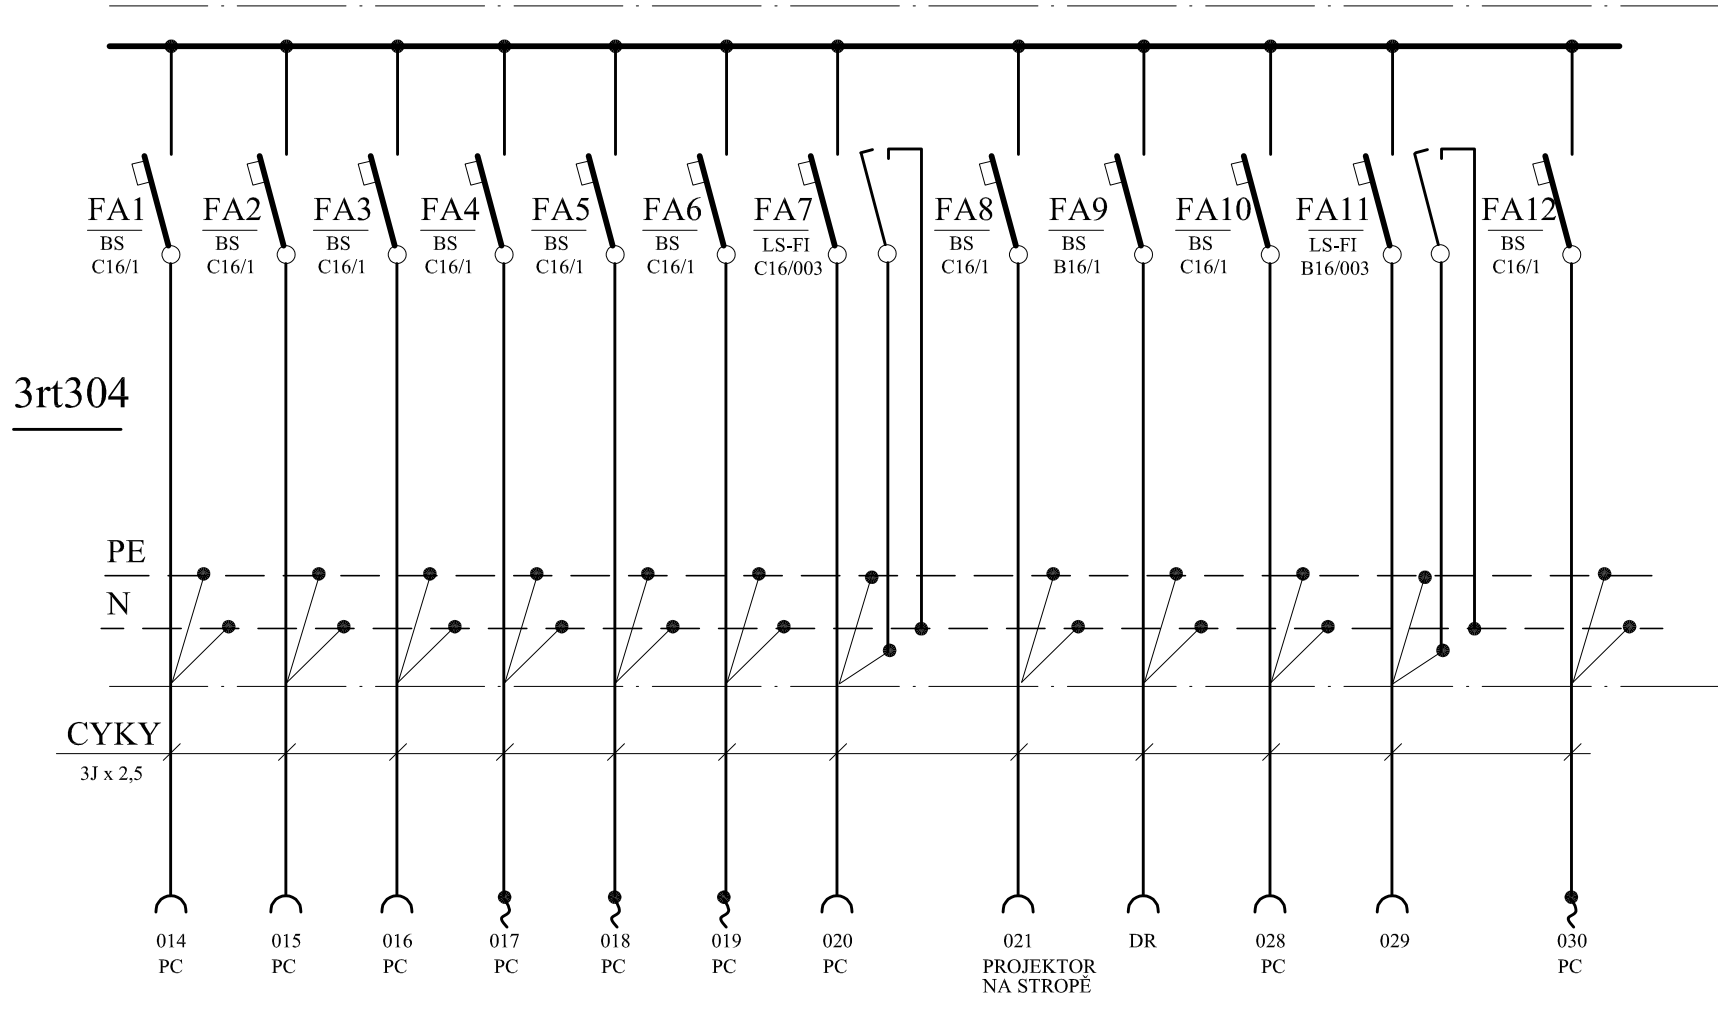 FA1 FA2 FA3 FA4 FA5 FA6 FA7 FA8 FA9 FA10 FA11 FA12
BS BS BS BS BS BS LS-FI BS BS BS LS-FI BS
C16/1 C16/1 C16/1 C16/1 C16/1 C16/1 C16/003 C16/1 B16/1 C16/1 B16/003 C16/1
3rt304
PE
N
CYKY
3J x 2,5
014 015 016 017 018 019 020 021 DR 028 029 030
PC PC PC PC PC PC PC PROJEKTOR PC PC
NA STROPĚ